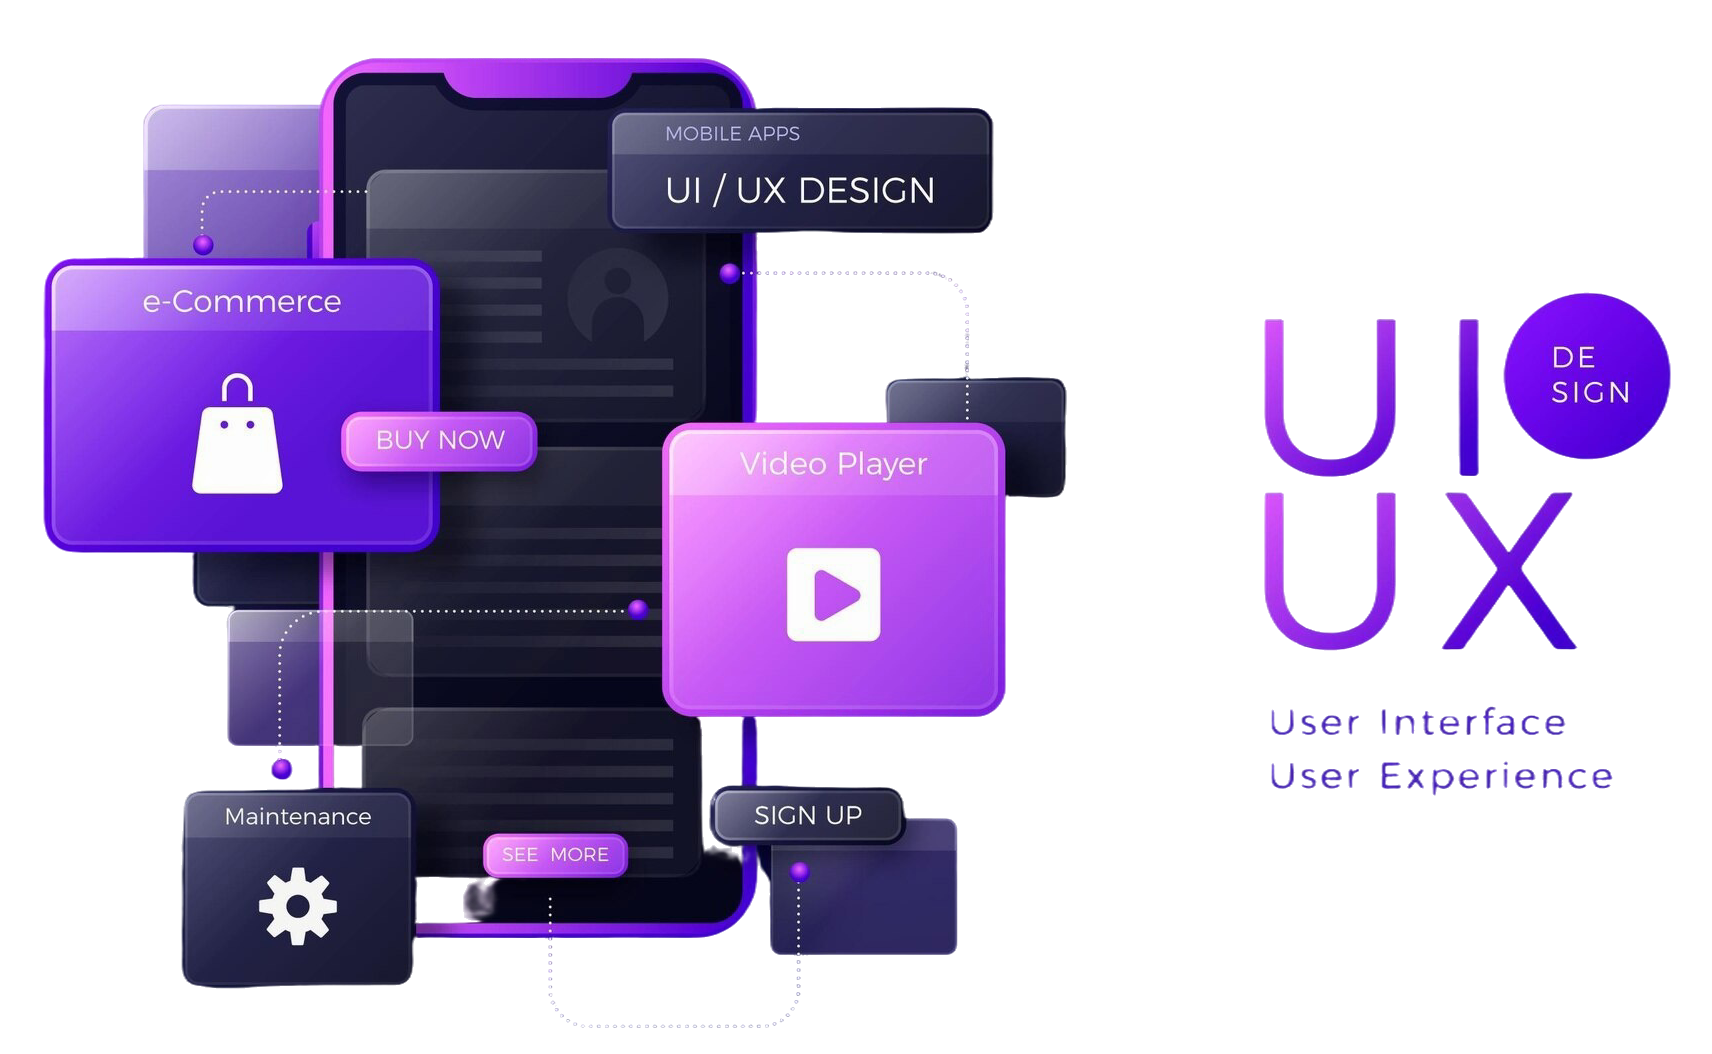 MOBILE APPS
UI / UX DESIGN
e-Commerce
BUY NOW
Video Player
Maintenance
SEE MORE
SIGN UP
UI
DE
SIGN
UX
User Interface
User Experience